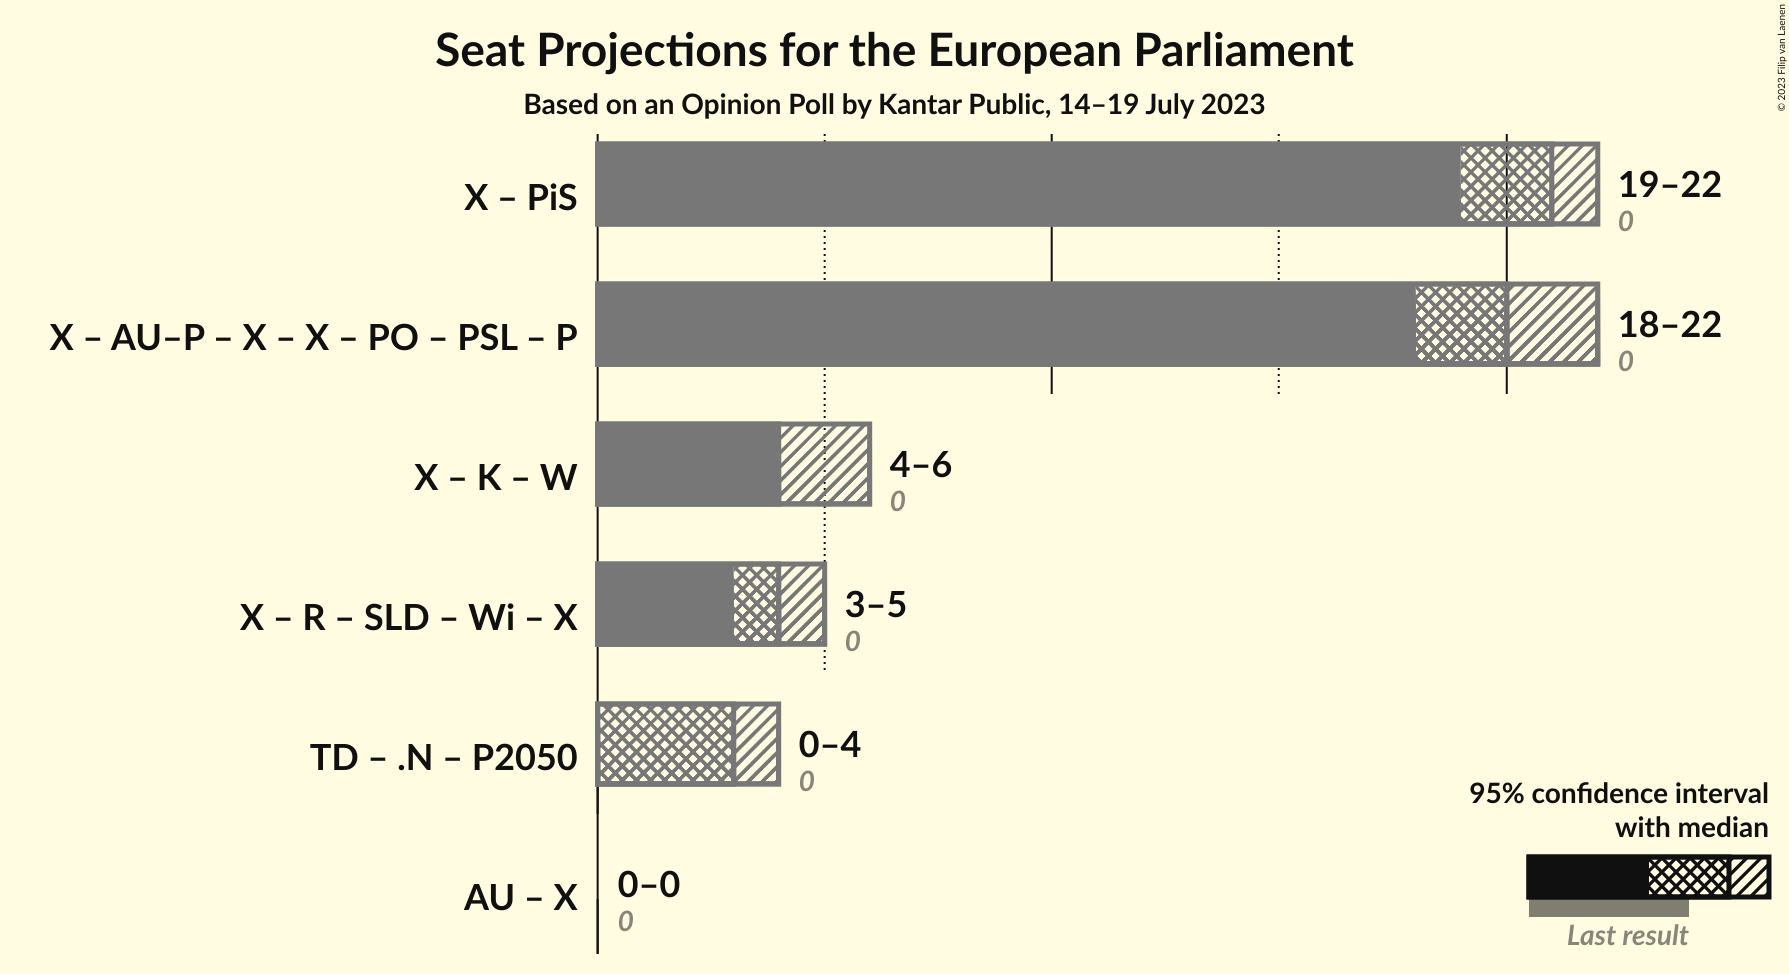 Seat Projections for the European Parliament
Based on an Opinion Poll by Kantar Public, 14–19 July 2023
© 2023 Filip van Laenen
X – PiS
19–22
0
X – AU–P – X – X – PO – PSL – P
18–22
0
X – K – W
4–6
0
X – R – SLD – Wi – X
3–5
0
TD – .N – P2050
0–4
0
AU – X
0–0
0
95% confidence interval
with median
Last result